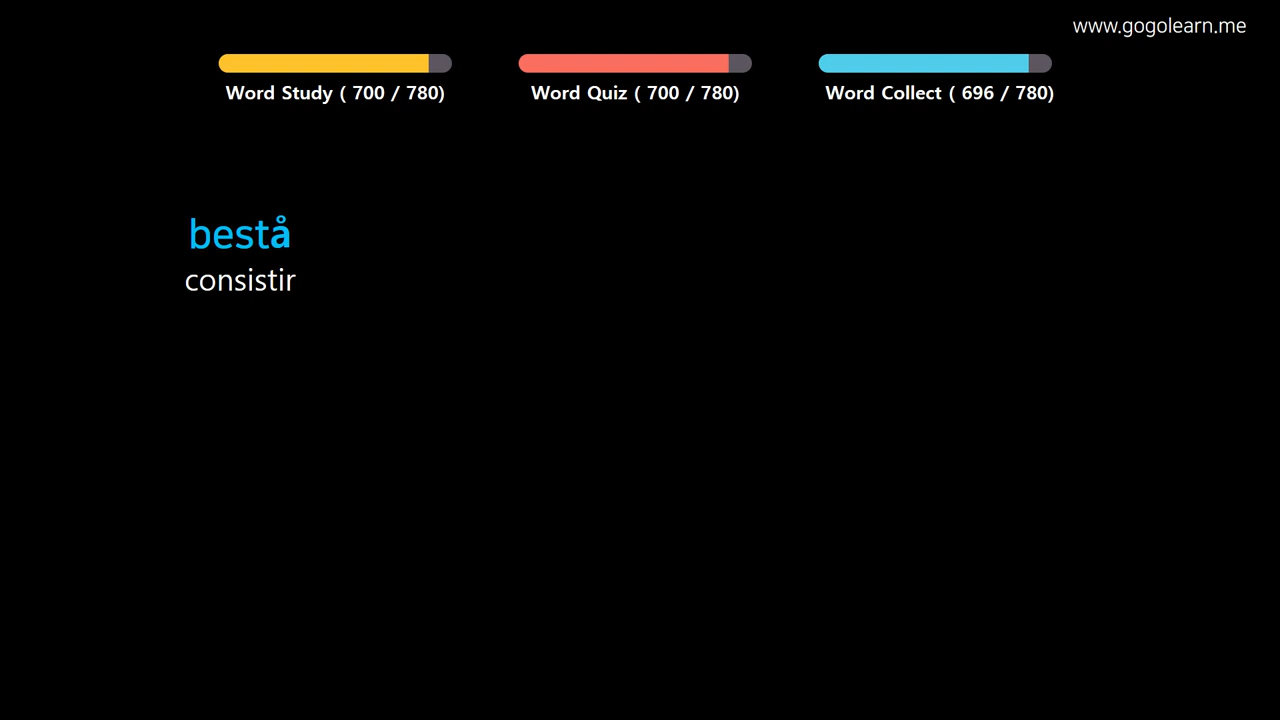 www.gogolearn.me
Word Study ( 700 / 780)
Word Quiz ( 700 / 780)
Word Collect ( 696 / 780)
bestå
consistir